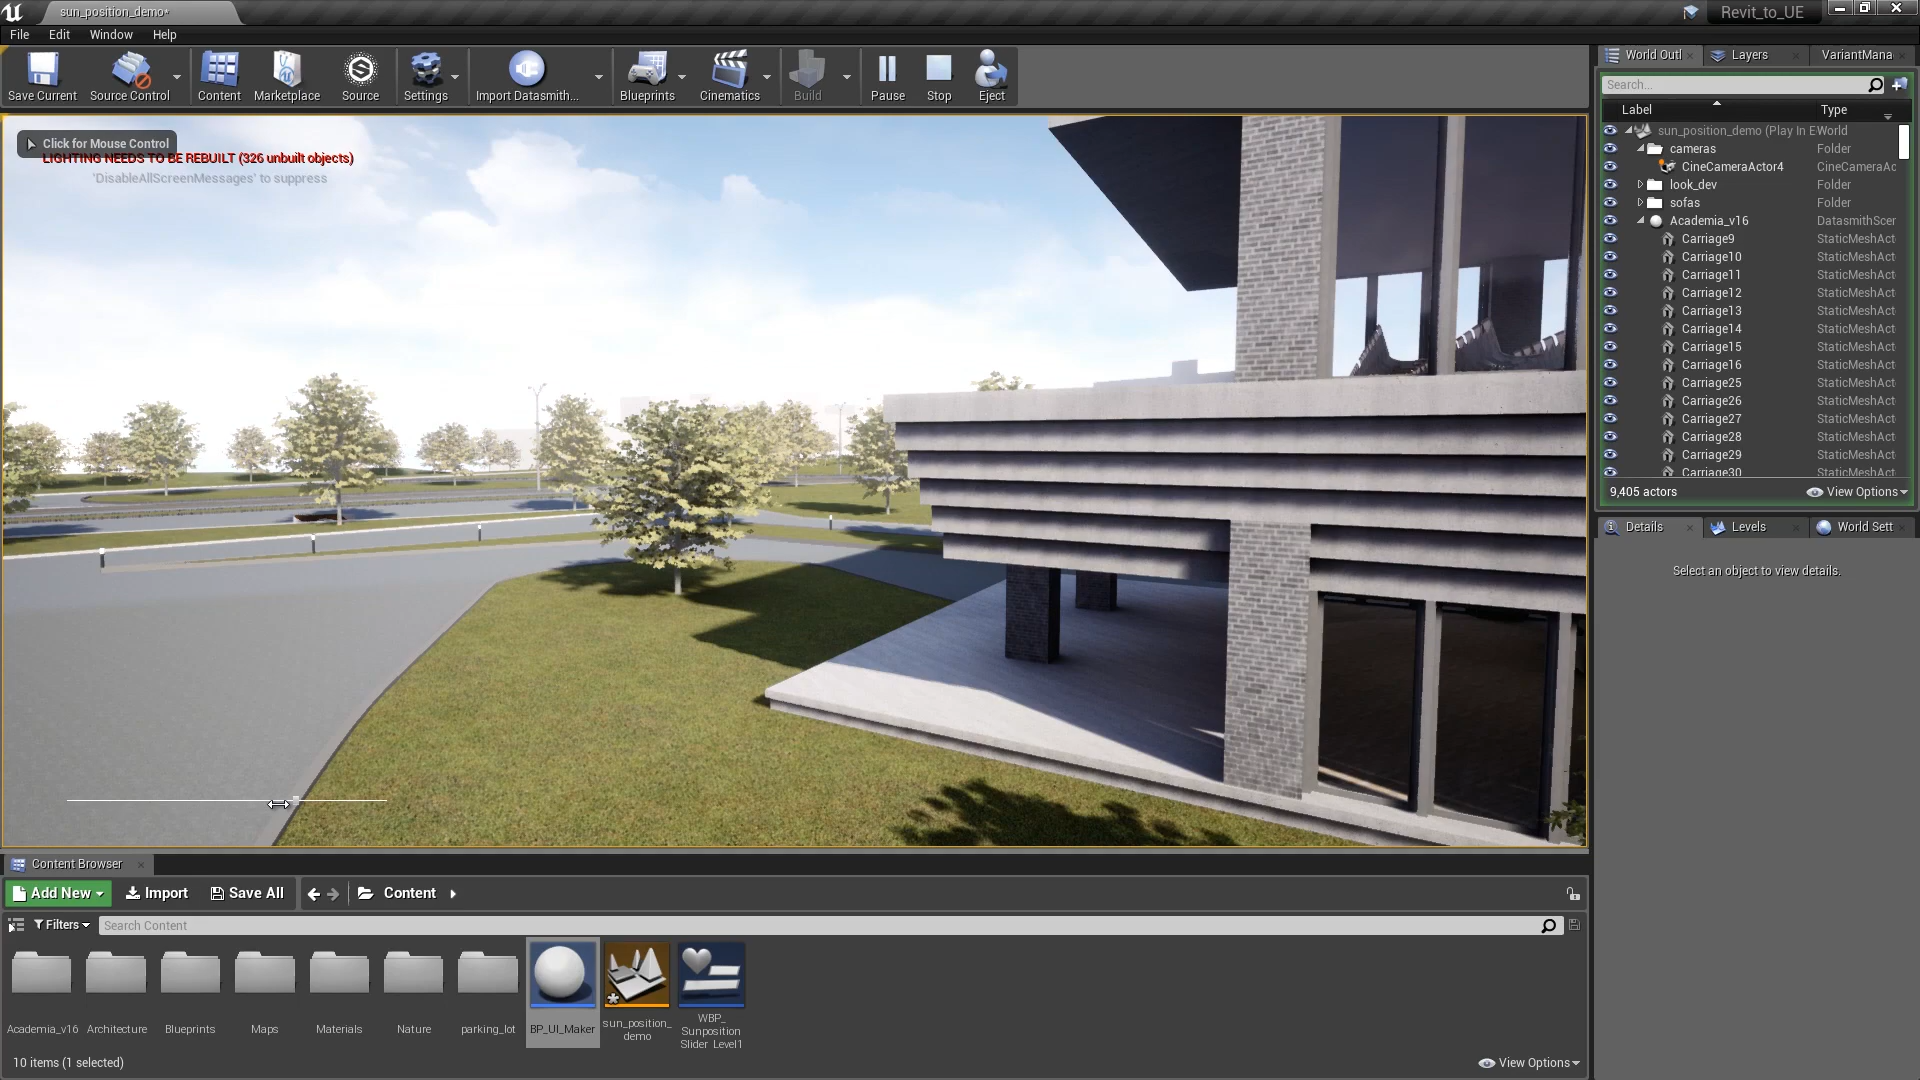 sun_position_demo*
Revit_to_UE
File
Edit
Window
Help
Save Current
Source Control
Content
Marketplace
Source
Settings
Import Datasmith...
Blueprints
Cinematics
Build
Pause
Stop
Eject
Click for Mouse Control
LIGHTING NEEDS TO BE REBUILT (326 unbuilt objects)
'DisableAllScreenMessages' to suppress
World Outl
Layers
VariantMana
Search...
Label
Type
sun_position_demo (Play In E
World
cameras
Folder
CineCameraActor4
CineCameraAc
look_dev
Folder
sofas
Folder
Academia_v16
DatasmithScer
Carriage9
StaticMeshAct
Carriage10
StaticMeshAct
Carriage11
StaticMeshAct
Carriage12
StaticMeshAct
Carriage13
StaticMeshAct
Carriage14
StaticMeshAct
Carriage15
StaticMeshAct
Carriage16
StaticMeshAct
Carriage25
StaticMeshAct
Carriage26
StaticMeshAct
Carriage27
StaticMeshAct
Carriage28
StaticMeshAct
Carriage29
StaticMeshAct
Carriage30
StaticMeshAct
9,405 actors
View Options
Details
Levels
World Sett
Select an object to view details.
Content Browser
Add New
Import
Save All
Content
Filters
Search Content
Academia_v16
Architecture
Blueprints
Maps
Materials
Nature
parking_lot
BP_UI_Maker
sun_position_
demo
WBP_
Sunposition
Slider_Level1
10 items (1 selected)
View Options